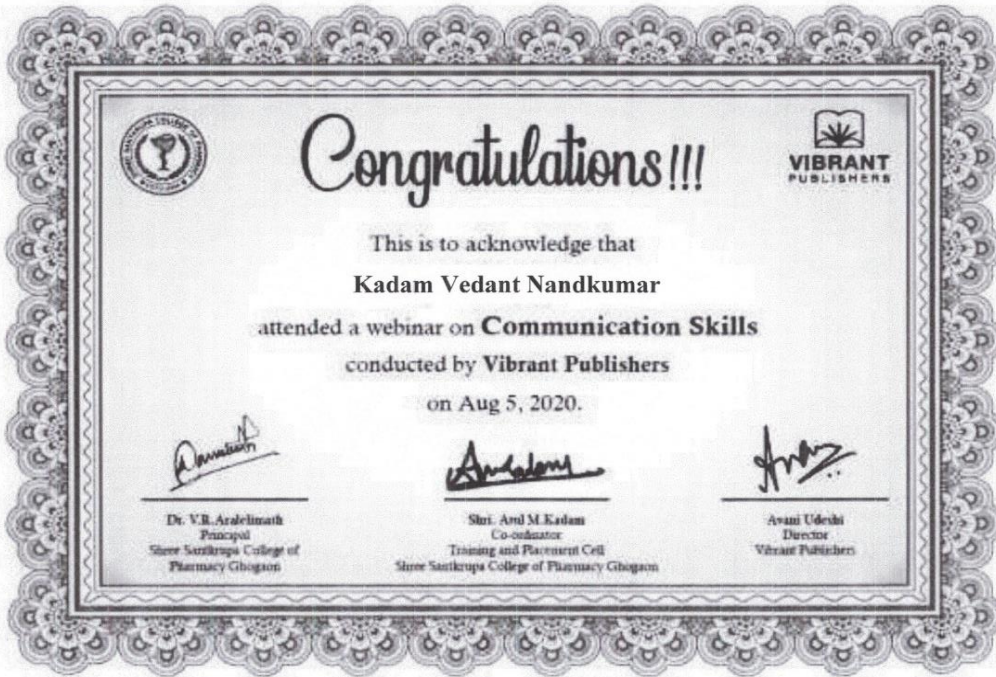 Congratulations!!!
VIBRANT
PUBLISHERS
This is to acknowledge that
Kadam Vedant Nandkumar
attended a webinar on Communication Skills
conducted by Vibrant Publishers
on Aug 5, 2020.
Dr. V.R. Aralelimath
Principal
Shree Santkrupa College of
Pharmacy Ghogaon
Shri. Amol M.Kadam
Co-ordinator
Training and Placement Cell
Shree Santkrupa College of Pharmacy Ghogaon
Avani Udeshi
Director
Vibrant Publishers